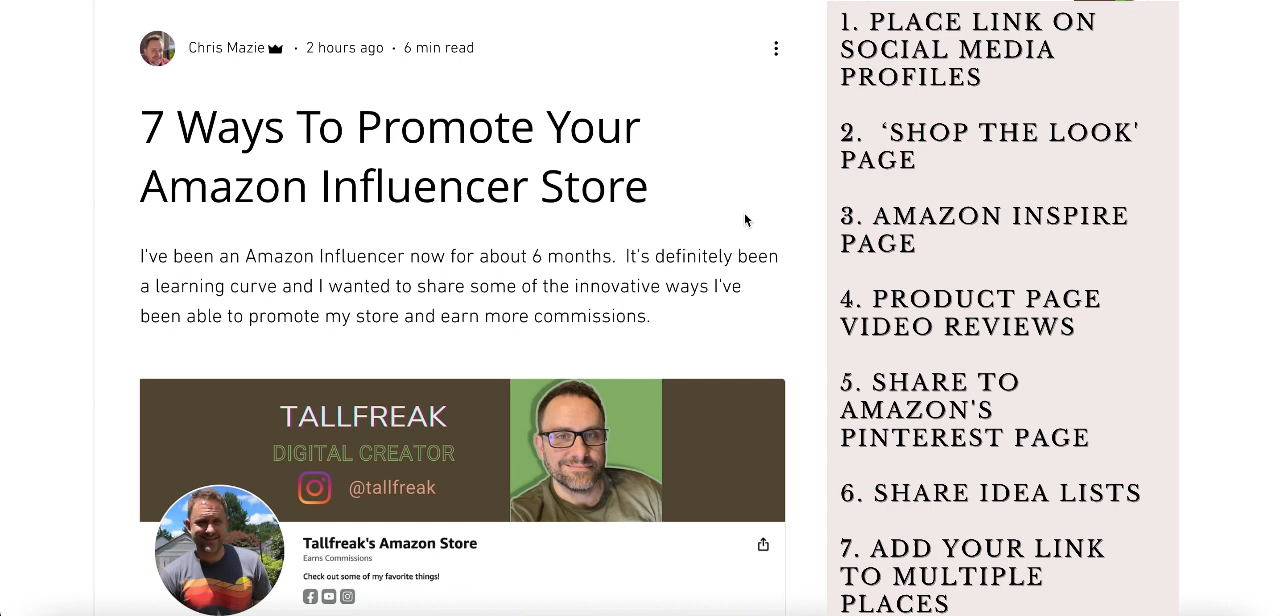 Chris Mazie · 2 hours ago · 6 min read
7 Ways To Promote Your
Amazon Influencer Store
I've been an Amazon Influencer now for about 6 months.  It's definitely been
a learning curve and I wanted to share some of the innovative ways I've
been able to promote my store and earn more commissions.
TALLFREAK
DIGITAL CREATOR
@tallfreak
Tallfreak's Amazon Store
Earns Commissions
Check out some of my favorite things!
1. PLACE LINK ON
SOCIAL MEDIA
PROFILES
2.  ‘SHOP THE LOOK'
PAGE
3. AMAZON INSPIRE
PAGE
4. PRODUCT PAGE
VIDEO REVIEWS
5. SHARE TO
AMAZON'S
PINTEREST PAGE
6. SHARE IDEA LISTS
7. ADD YOUR LINK
TO MULTIPLE
PLACES